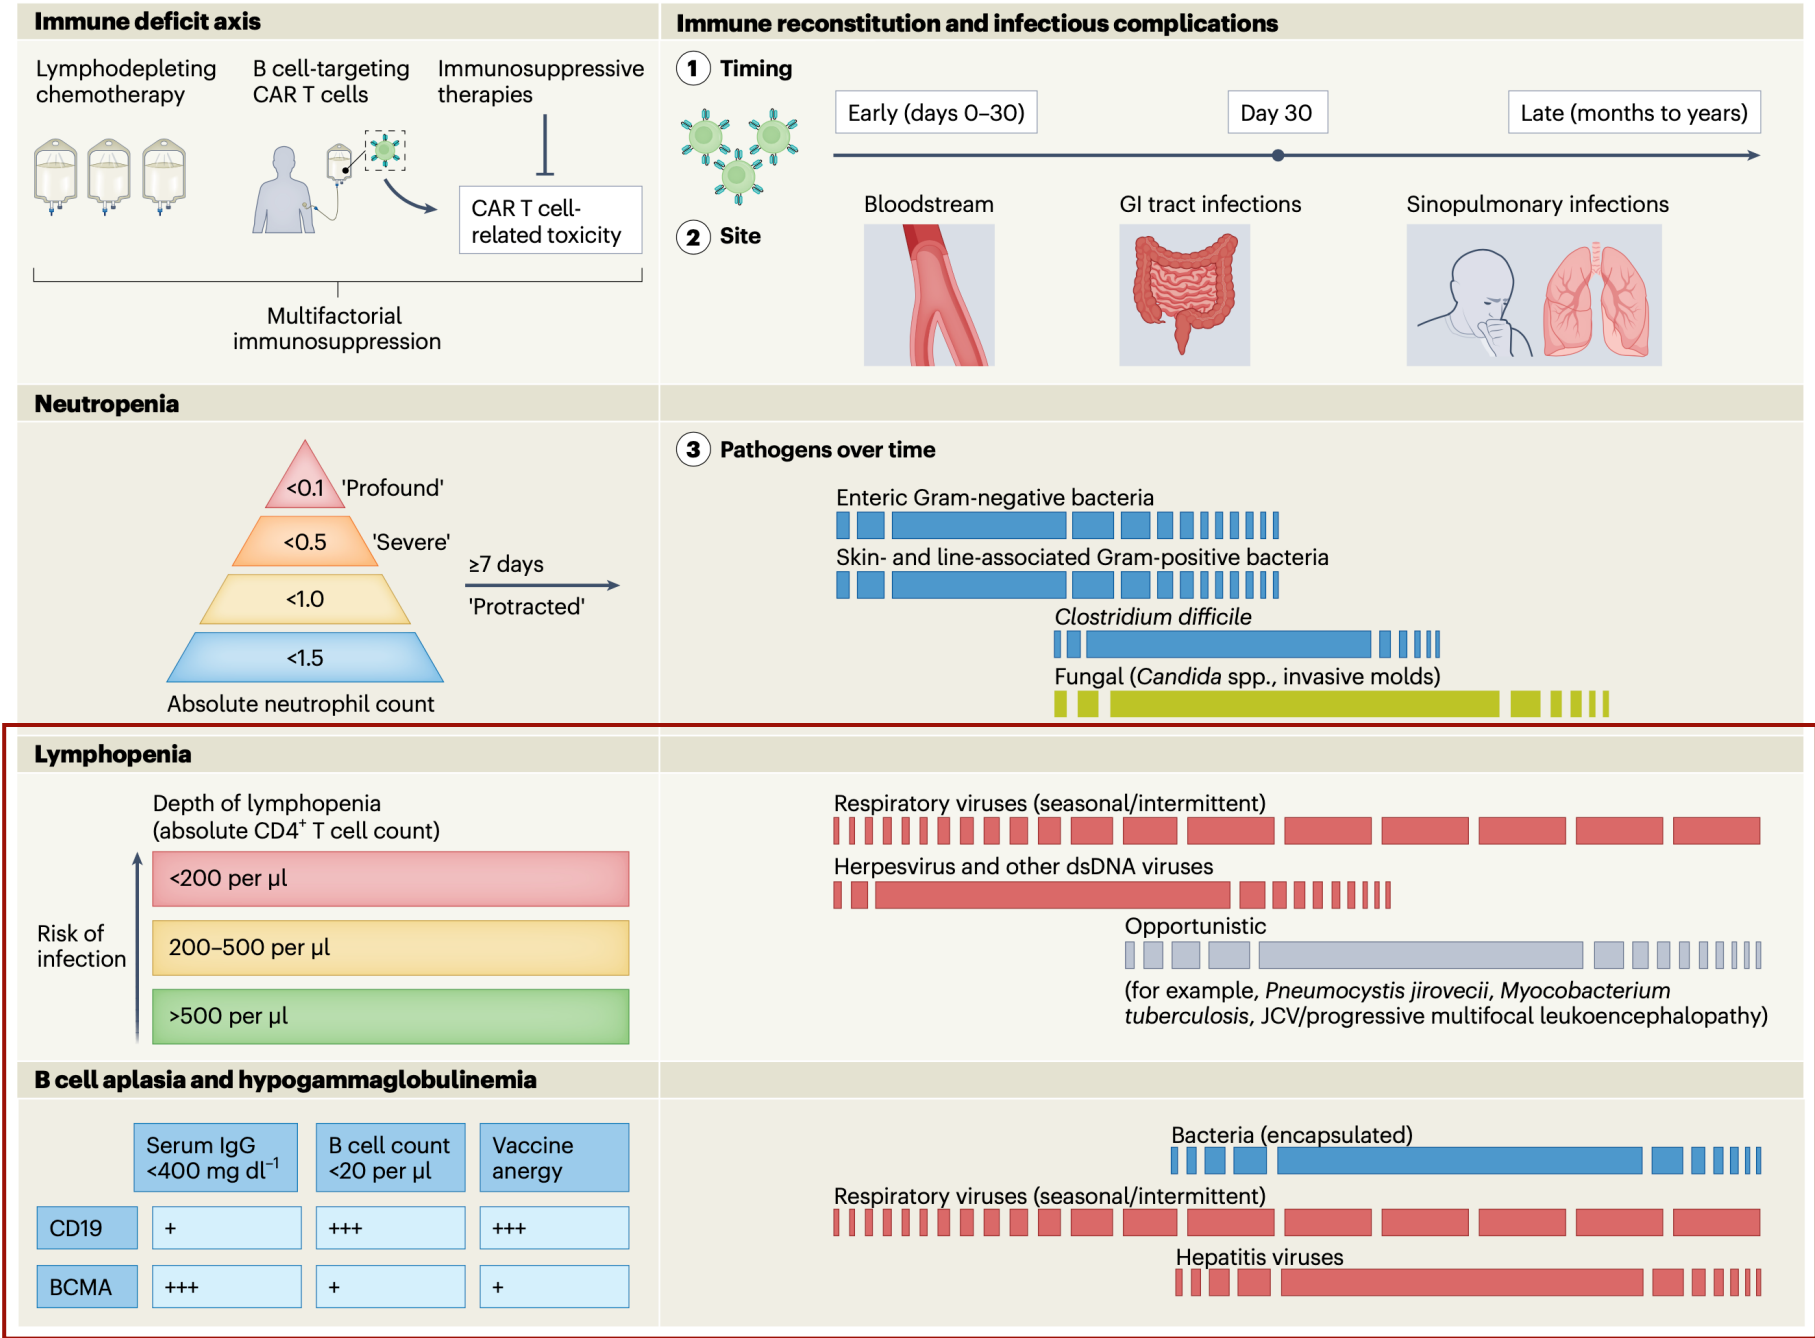 Immune deficit axis
Lymphodepleting
chemotherapy
B cell-targeting
CAR T cells
Immunosuppressive
therapies
CAR T cell-
related toxicity
Multifactorial
immunosuppression
Immune reconstitution and infectious complications
1 Timing
Early (days 0–30)
Day 30
Late (months to years)
2 Site
Bloodstream
GI tract infections
Sinopulmonary infections
Neutropenia
<0.1 'Profound'
<0.5 'Severe'
<1.0
<1.5
Absolute neutrophil count
≥7 days
'Protracted'
3 Pathogens over time
Enteric Gram-negative bacteria
Skin- and line-associated Gram-positive bacteria
Clostridium difficile
Fungal (Candida spp., invasive molds)
Lymphopenia
Depth of lymphopenia
(absolute CD4⁺ T cell count)
Risk of
infection
<200 per µl
200–500 per µl
>500 per µl
Respiratory viruses (seasonal/intermittent)
Herpesvirus and other dsDNA viruses
Opportunistic
(for example, Pneumocystis jirovecii, Myocobacterium
tuberculosis, JCV/progressive multifocal leukoencephalopathy)
B cell aplasia and hypogammaglobulinemia
Serum IgG
<400 mg dl⁻¹
B cell count
<20 per µl
Vaccine
anergy
CD19 + +++ +++
BCMA +++ + +
Bacteria (encapsulated)
Respiratory viruses (seasonal/intermittent)
Hepatitis viruses